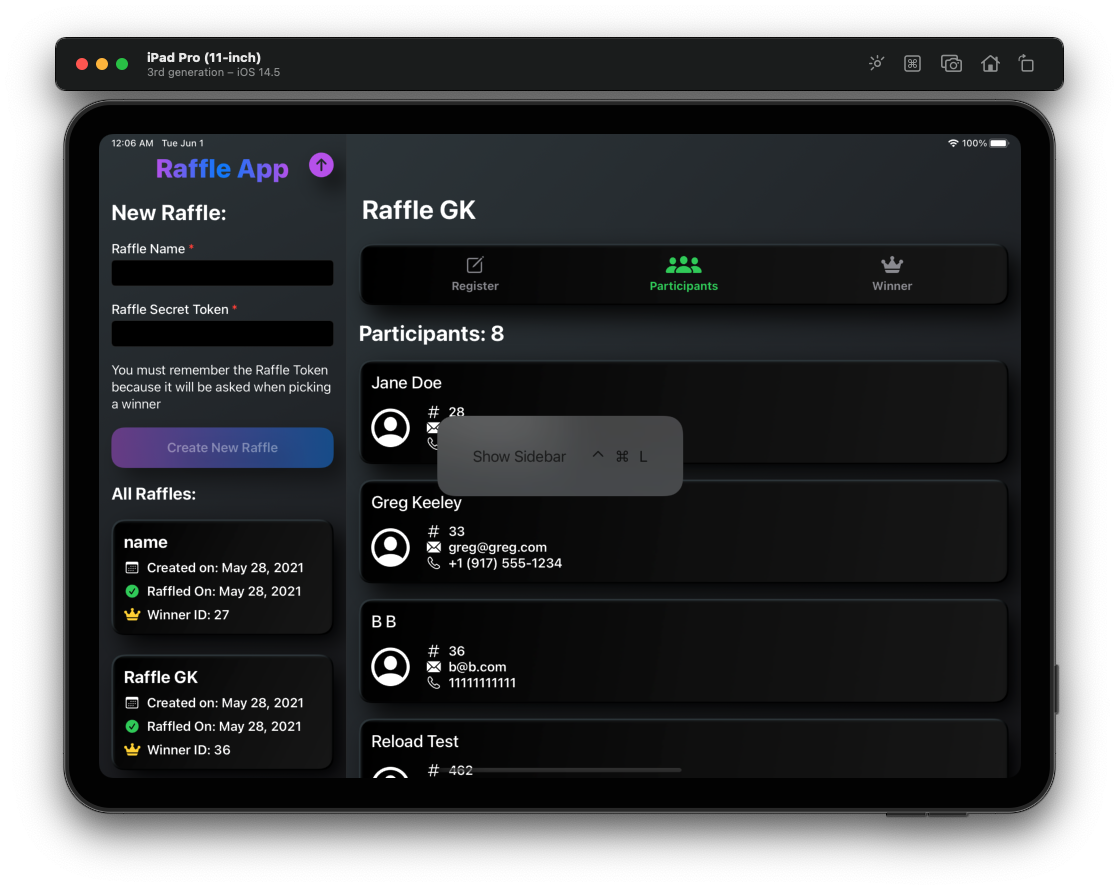 iPad Pro (11-inch)
3rd generation – iOS 14.5
12:06 AM Tue Jun 1
100%
Raffle App
New Raffle:
Raffle Name *
Raffle Secret Token *
You must remember the Raffle Token
because it will be asked when picking
a winner
Create New Raffle
All Raffles:
name
Created on: May 28, 2021
Raffled On: May 28, 2021
Winner ID: 27
Raffle GK
Created on: May 28, 2021
Raffled On: May 28, 2021
Winner ID: 36
Raffle GK
Register
Participants
Winner
Participants: 8
Jane Doe
# 28
Show Sidebar ^ ⌘ L
Greg Keeley
# 33
greg@greg.com
+1 (917) 555-1234
B B
# 36
b@b.com
11111111111
Reload Test
# 462